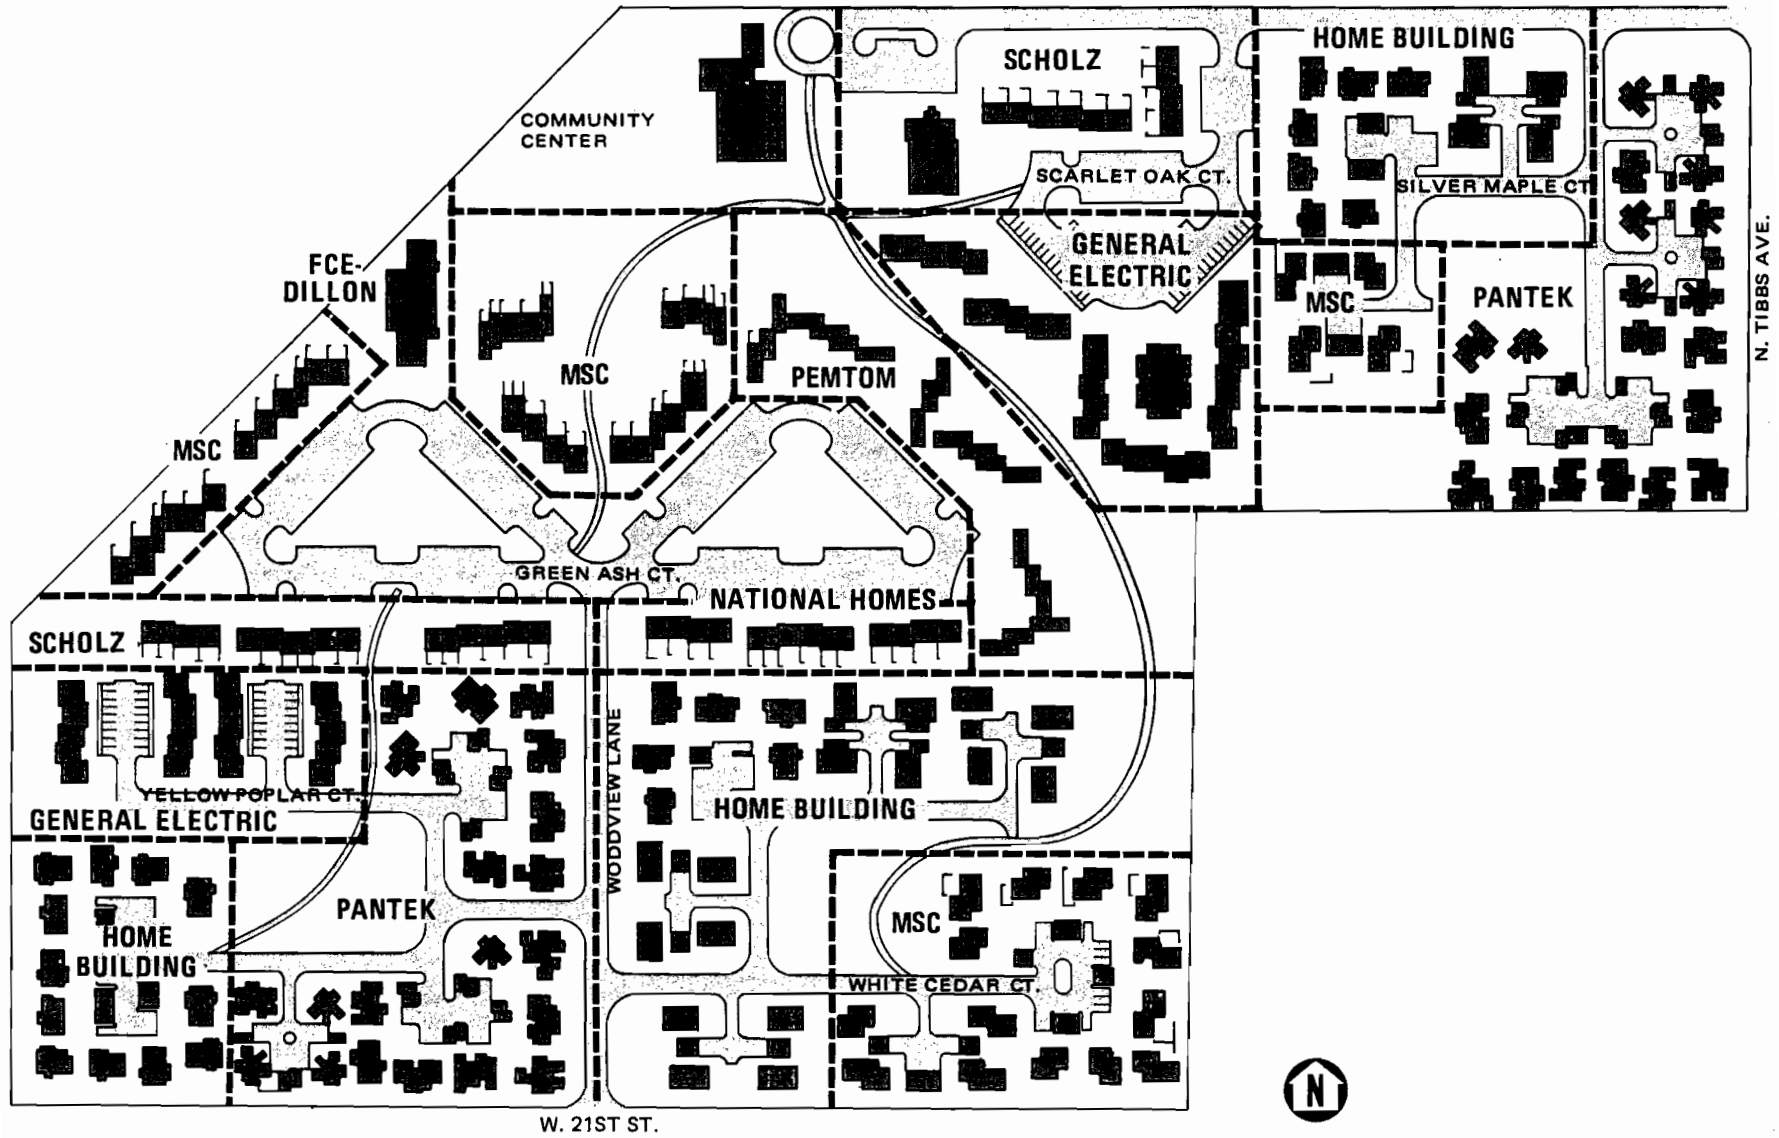 HOME BUILDING
SCHOLZ
COMMUNITY
CENTER
SCARLET OAK CT.
SILVER MAPLE CT
N. TIBBS AVE.
GENERAL
ELECTRIC
FCE-
DILLON
MSC
PANTEK
MSC
PEMTOM
MSC
GREEN ASH CT.
NATIONAL HOMES
SCHOLZ
WOODVIEW LANE
YELLOW POPLAR CT.
GENERAL ELECTRIC
HOME BUILDING
PANTEK
MSC
HOME
BUILDING
WHITE CEDAR CT.
N
W. 21ST ST.